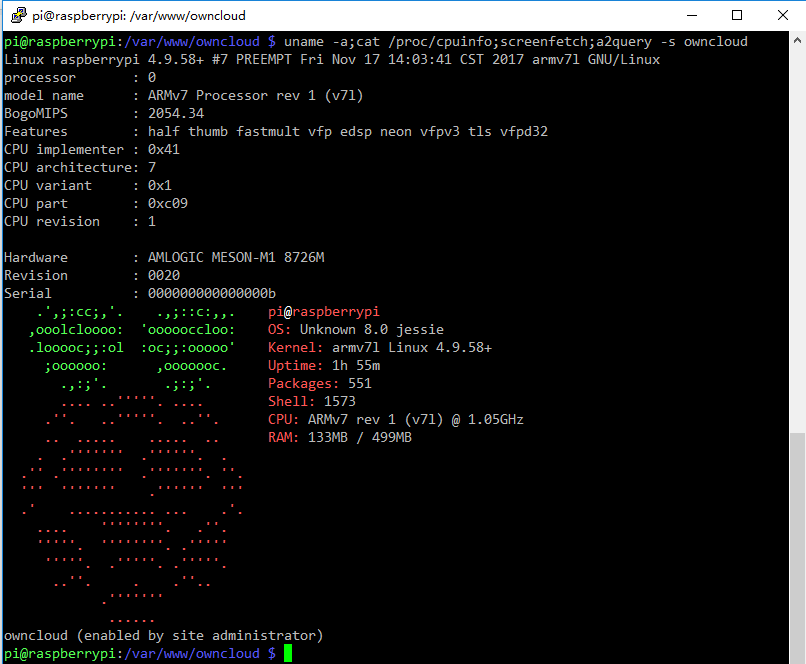 pi@raspberrypi: /var/www/owncloud
pi@raspberrypi:/var/www/owncloud $ uname -a;cat /proc/cpuinfo;screenfetch;a2query -s owncloud
Linux raspberrypi 4.9.58+ #7 PREEMPT Fri Nov 17 14:03:41 CST 2017 armv7l GNU/Linux
processor : 0
model name : ARMv7 Processor rev 1 (v7l)
BogoMIPS : 2054.34
Features : half thumb fastmult vfp edsp neon vfpv3 tls vfpd32
CPU implementer : 0x41
CPU architecture: 7
CPU variant : 0x1
CPU part : 0xc09
CPU revision : 1
Hardware : AMLOGIC MESON-M1 8726M
Revision : 0020
Serial : 000000000000000b
pi@raspberrypi
OS: Unknown 8.0 jessie
Kernel: armv7l Linux 4.9.58+
Uptime: 1h 55m
Packages: 551
Shell: 1573
CPU: ARMv7 rev 1 (v7l) @ 1.05GHz
RAM: 133MB / 499MB
owncloud (enabled by site administrator)
pi@raspberrypi:/var/www/owncloud $